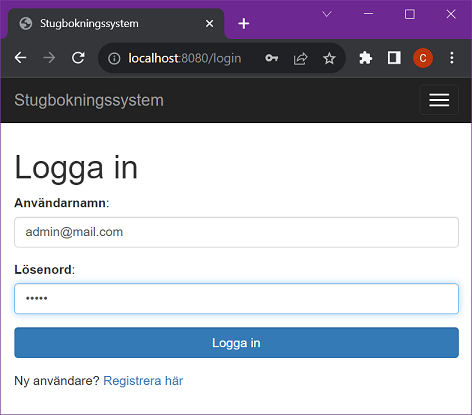 Stugbokningssystem
localhost:8080/login
C
Stugbokningssystem
Logga in
Användarnamn:
admin@mail.com
Lösenord:
•••••
Logga in
Ny användare? Registrera här